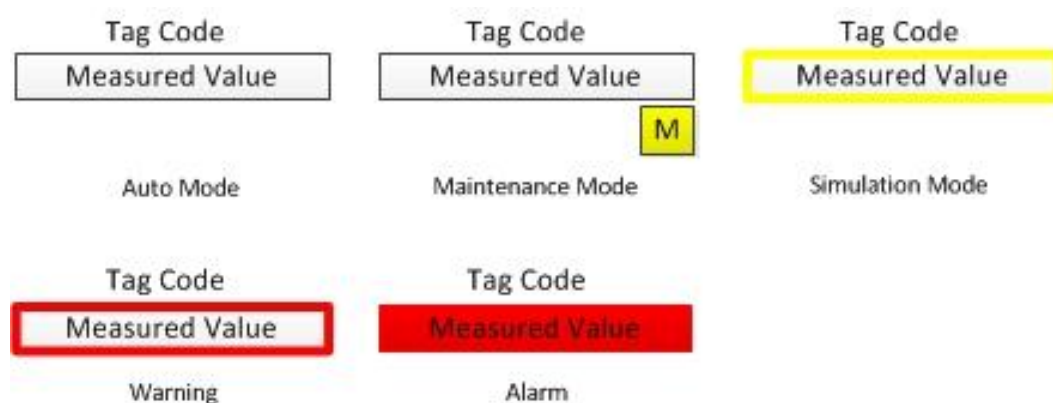 Tag Code
Tag Code
Tag Code
Measured Value
Measured Value
Measured Value
M
Auto Mode
Maintenance Mode
Simulation Mode
Tag Code
Tag Code
Measured Value
Measured Value
Warning
Alarm